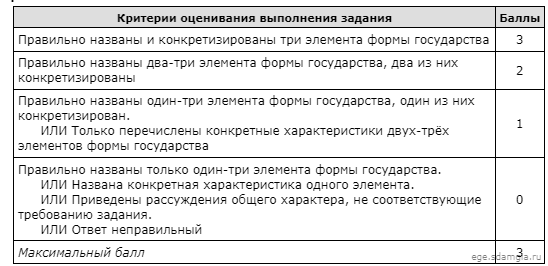 Критерии оценивания выполнения задания Баллы
Правильно названы и конкретизированы три элемента формы государства 3
Правильно названы два-три элемента формы государства, два из них
конкретизированы 2
Правильно названы один-три элемента формы государства, один из них
конкретизирован.
ИЛИ Только перечислены конкретные характеристики двух-трёх
элементов формы государства 1
Правильно названы только один-три элемента формы государства.
ИЛИ Названа конкретная характеристика одного элемента.
ИЛИ Приведены рассуждения общего характера, не соответствующие
требованию задания.
ИЛИ Ответ неправильный 0
Максимальный балл 3
ege.sdamgia.ru